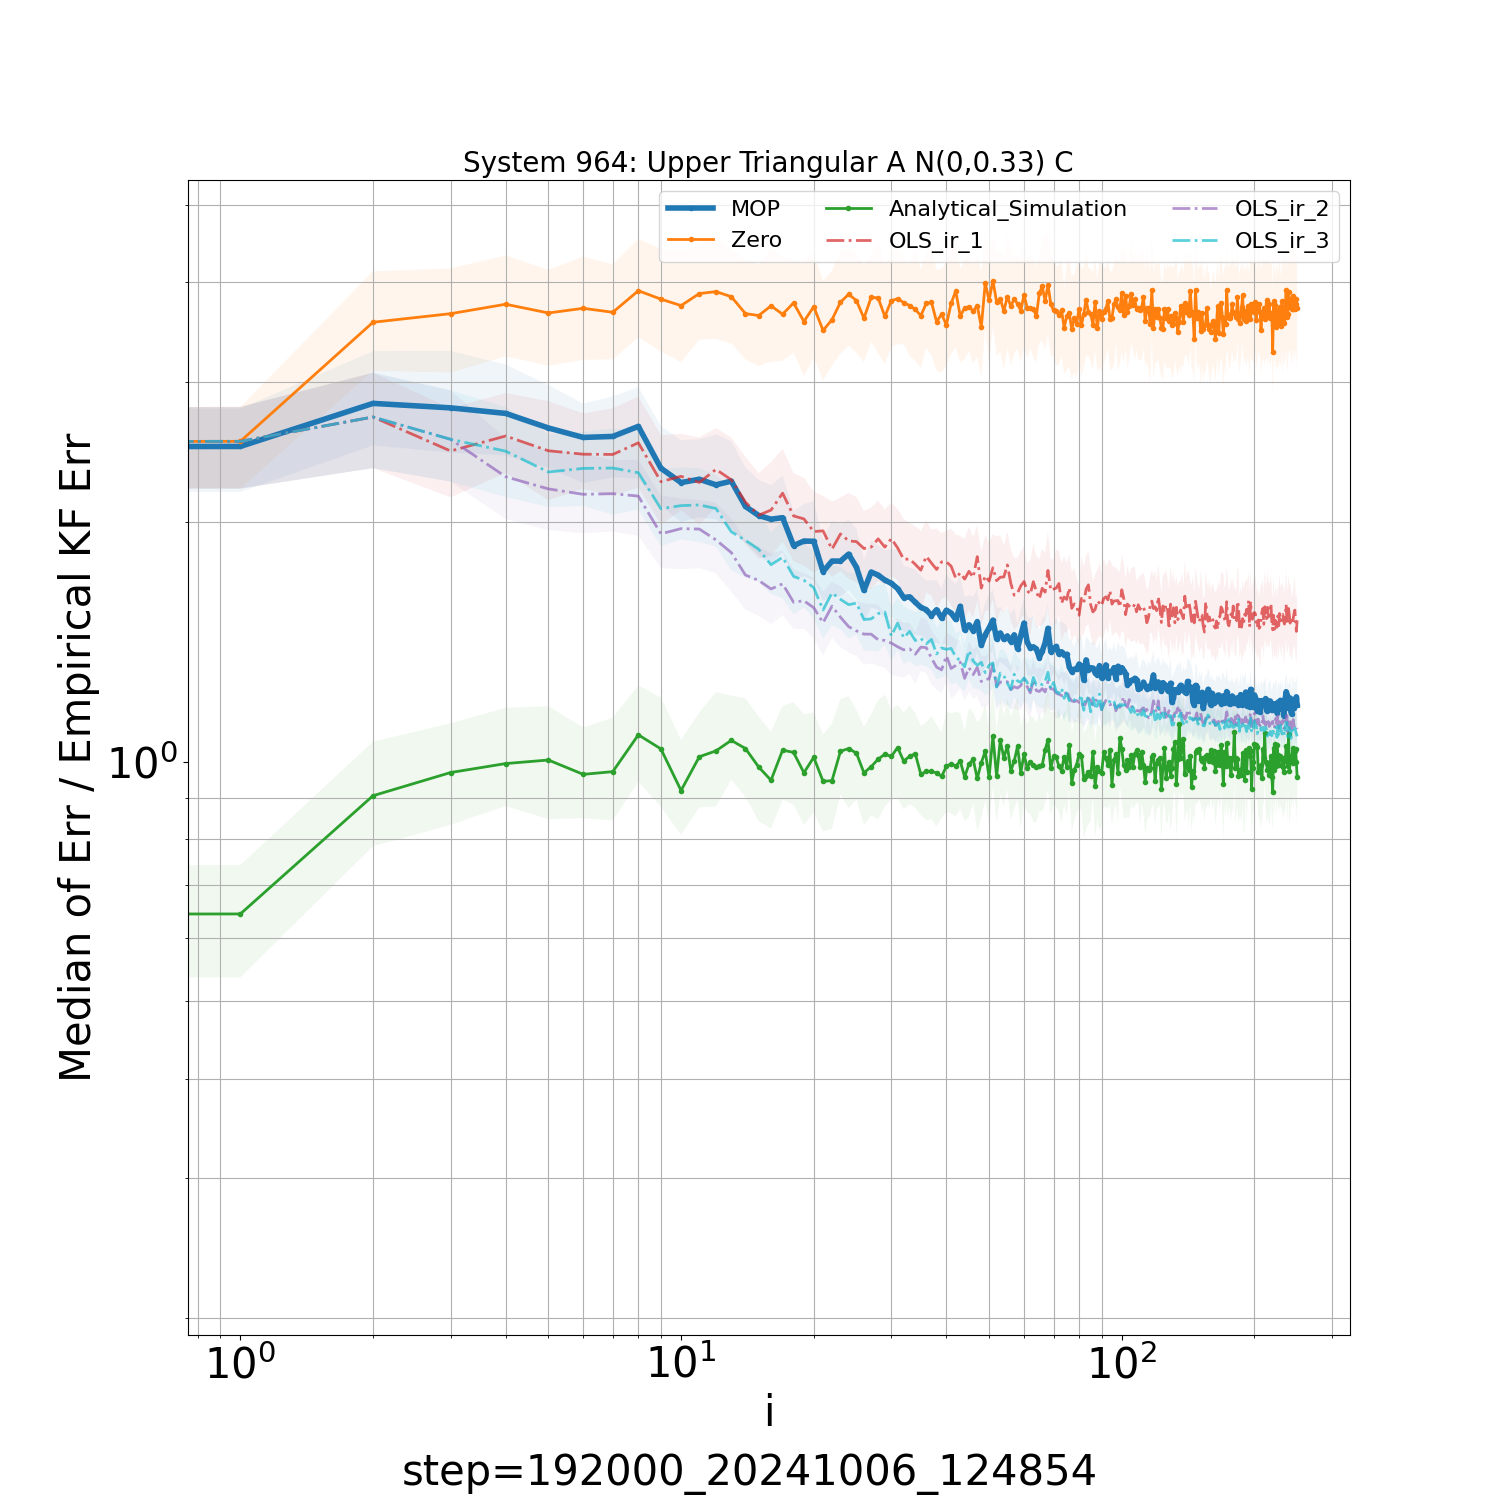 System 964: Upper Triangular A N(0,0.33) C
MOP
Zero
Analytical_Simulation
OLS_ir_1
OLS_ir_2
OLS_ir_3
Median of Err / Empirical KF Err
10⁰
10⁰ 10¹ 10²
i
step=192000_20241006_124854